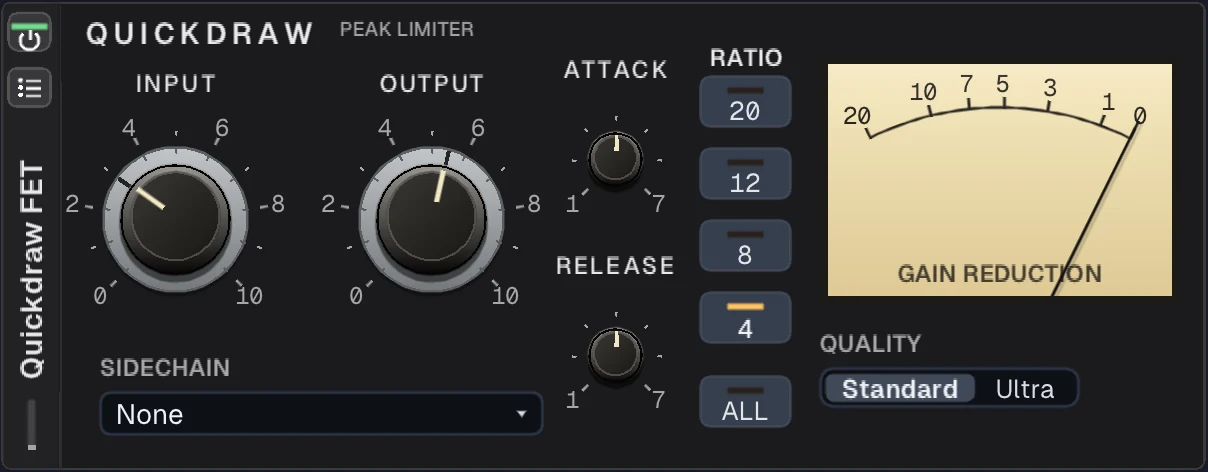 QUICKDRAW PEAK LIMITER
INPUT
4 6
2 8
0 10
OUTPUT
4 6
2 8
0 10
ATTACK
1 7
RELEASE
1 7
RATIO
20
12
8
4
ALL
20 10 7 5 3 1 0
GAIN REDUCTION
SIDECHAIN
None
QUALITY
Standard Ultra
Quickdraw FET